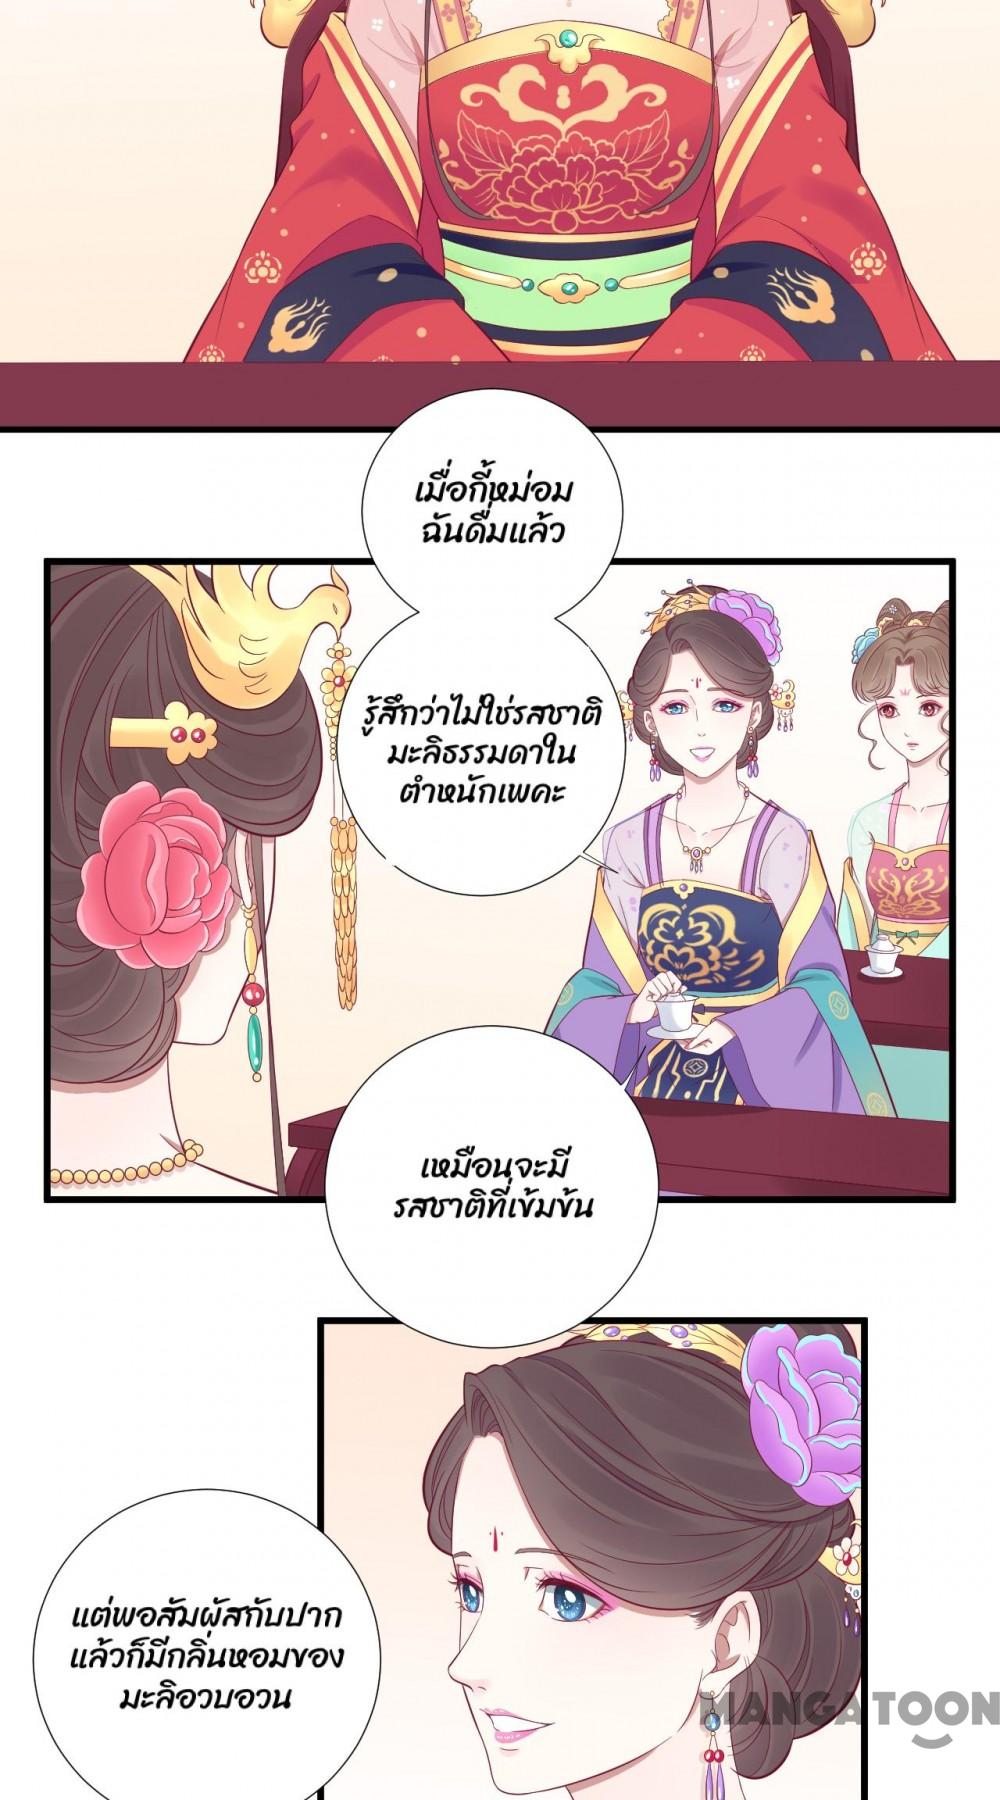 เมื่อกี้หม่อม
ฉันดื่มแล้ว
รู้สึกว่าไม่ใช่รสชาติ
มะลิธรรมดาใน
ตำหนักเพคะ
เหมือนจะมี
รสชาติที่เข้มข้น
แต่พอสัมผัสกับปาก
แล้วก็มีกลิ่นหอมของ
มะลิอวบอวน
MANGATOON